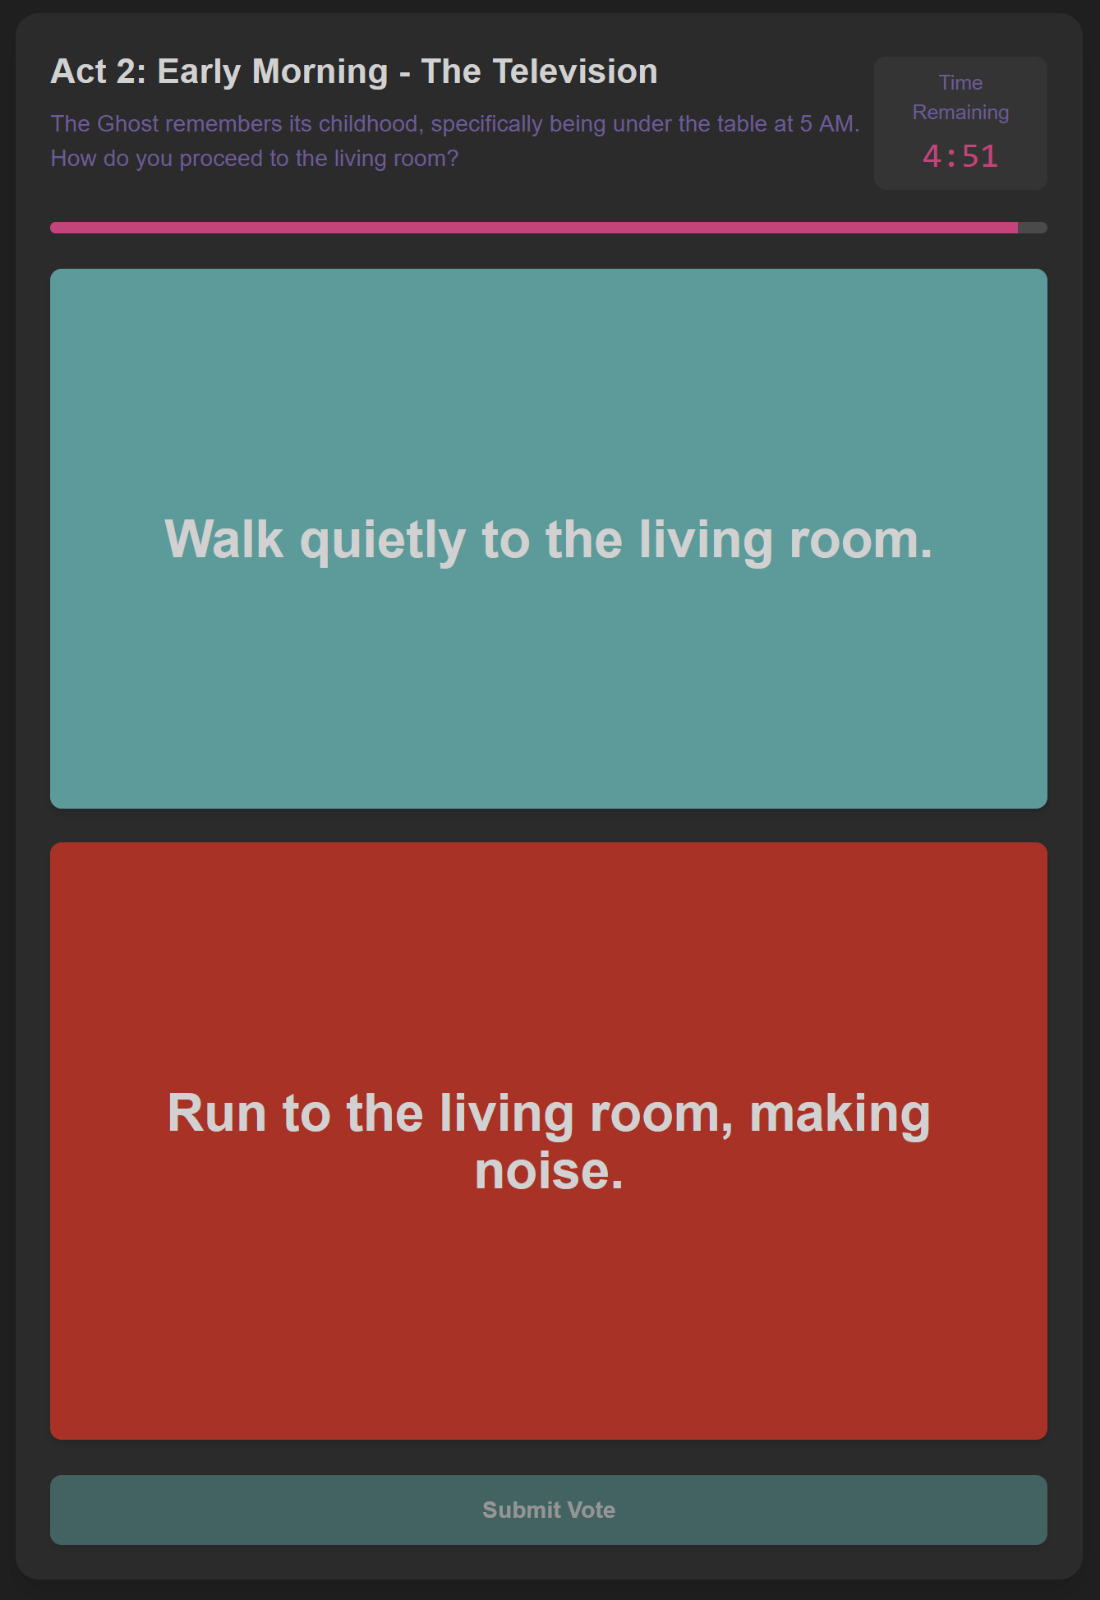 Act 2: Early Morning - The Television
The Ghost remembers its childhood, specifically being under the table at 5 AM.
How do you proceed to the living room?
Time
Remaining
4:51
Walk quietly to the living room.
Run to the living room, making
noise.
Submit Vote